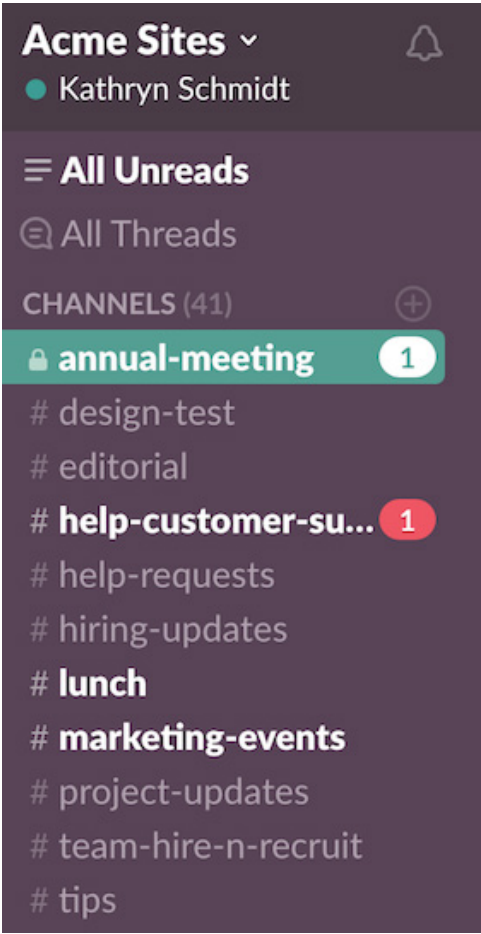 Acme Sites
Kathryn Schmidt
All Unreads
All Threads
CHANNELS (41)
annual-meeting 1
# design-test
# editorial
# help-customer-su... 1
# help-requests
# hiring-updates
# lunch
# marketing-events
# project-updates
# team-hire-n-recruit
# tips